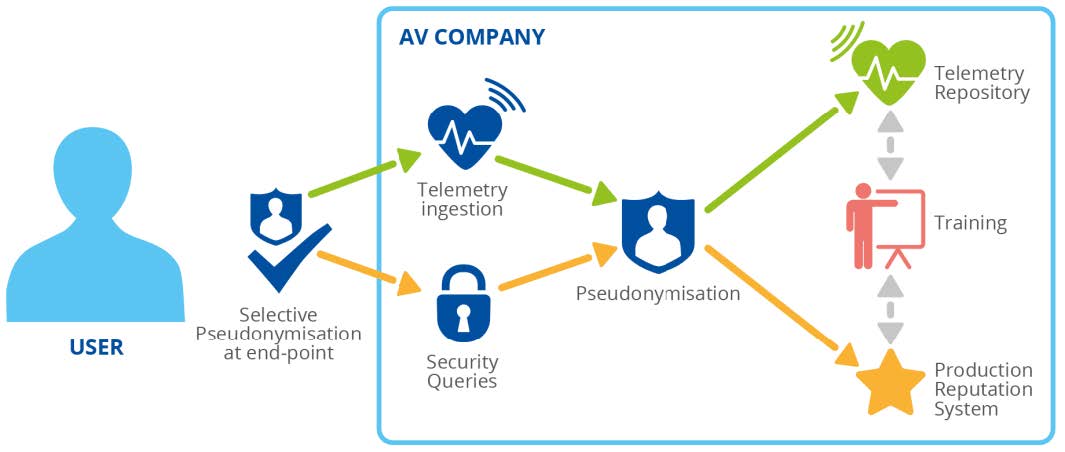 AV COMPANY
USER
Selective
Pseudonymisation
at end-point
Telemetry
ingestion
Security
Queries
Pseudonymisation
Telemetry
Repository
Training
Production
Reputation
System